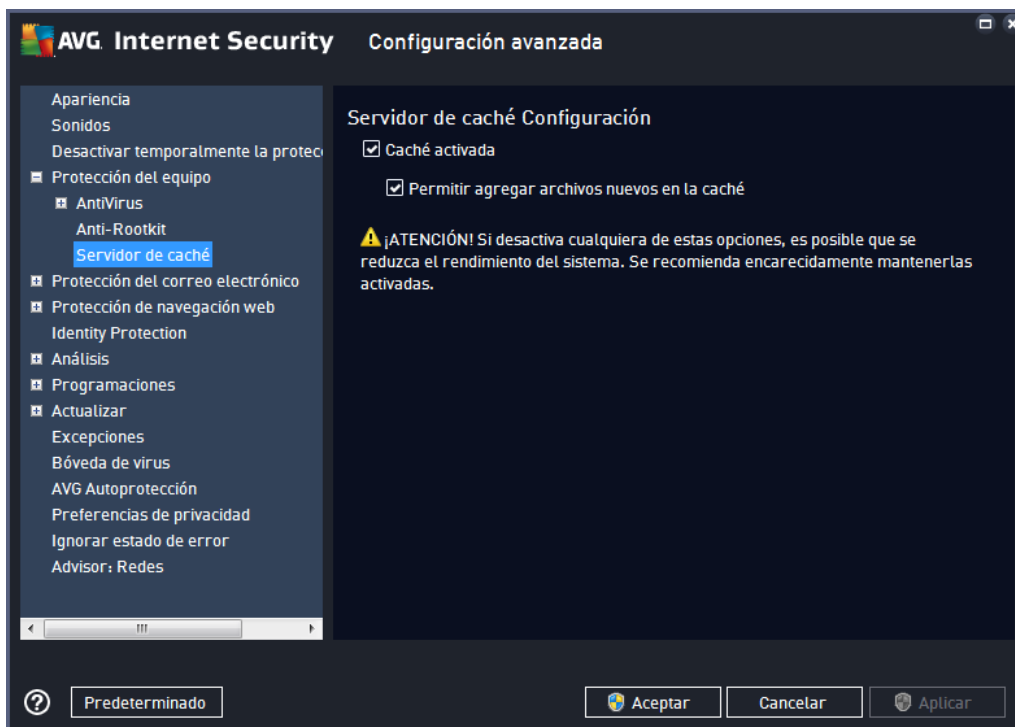 AVG. Internet Security
Configuración avanzada
Apariencia
Sonidos
Desactivar temporalmente la protec
Protección del equipo
AntiVirus
Anti-Rootkit
Servidor de caché
Protección del correo electrónico
Protección de navegación web
Identity Protection
Análisis
Programaciones
Actualizar
Excepciones
Bóveda de virus
AVG Autoprotección
Preferencias de privacidad
Ignorar estado de error
Advisor: Redes
Servidor de caché Configuración
Caché activada
Permitir agregar archivos nuevos en la caché
¡ATENCIÓN! Si desactiva cualquiera de estas opciones, es posible que se
reduzca el rendimiento del sistema. Se recomienda encarecidamente mantenerlas
activadas.
Predeterminado
Aceptar
Cancelar
Aplicar